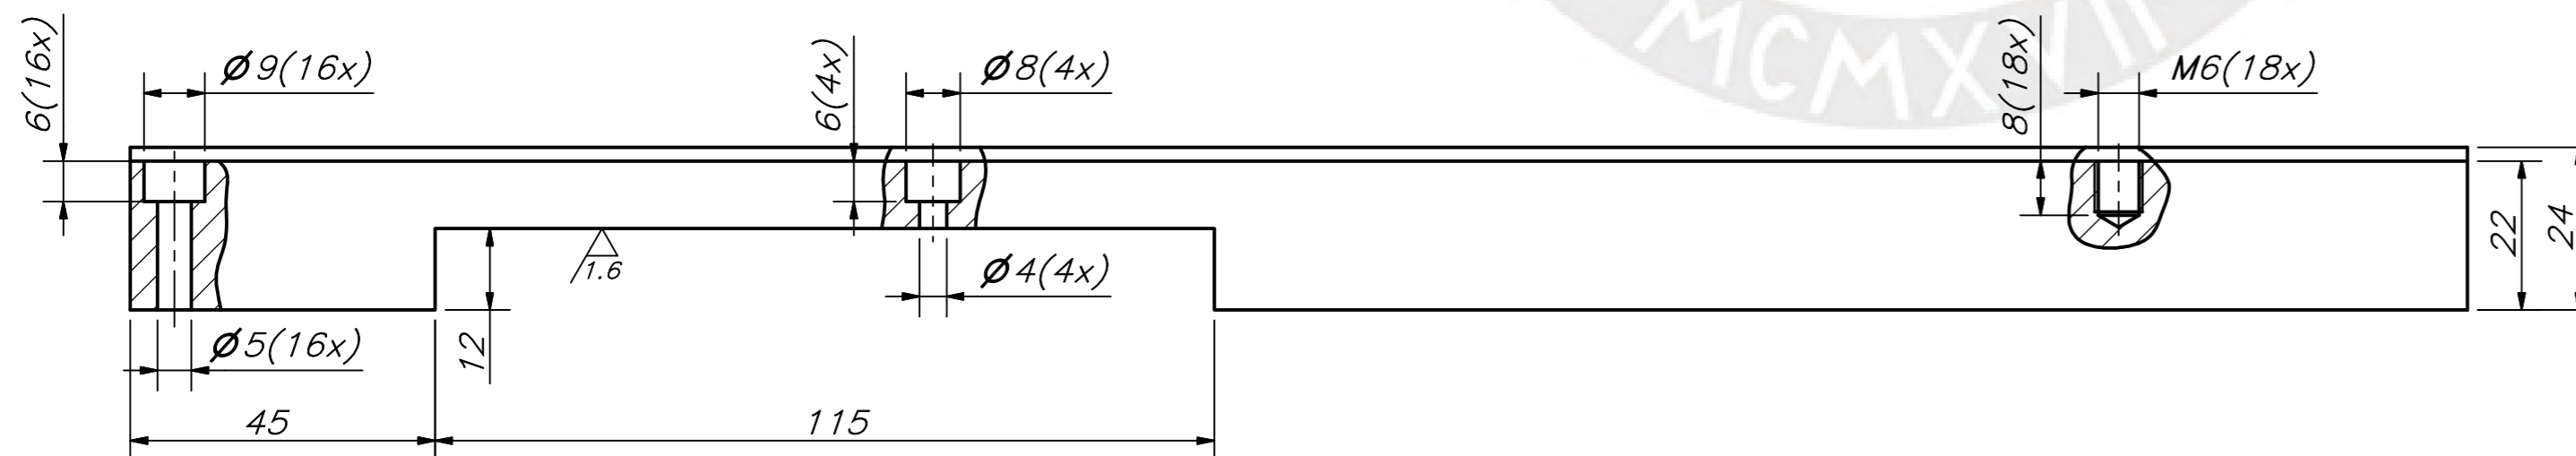 MCMXVII
6(16x)
Ø9(16x)
6(4x)
Ø8(4x)
8(18x)
M6(18x)
22
24
1.6
Ø4(4x)
Ø5(16x)
12
45
115